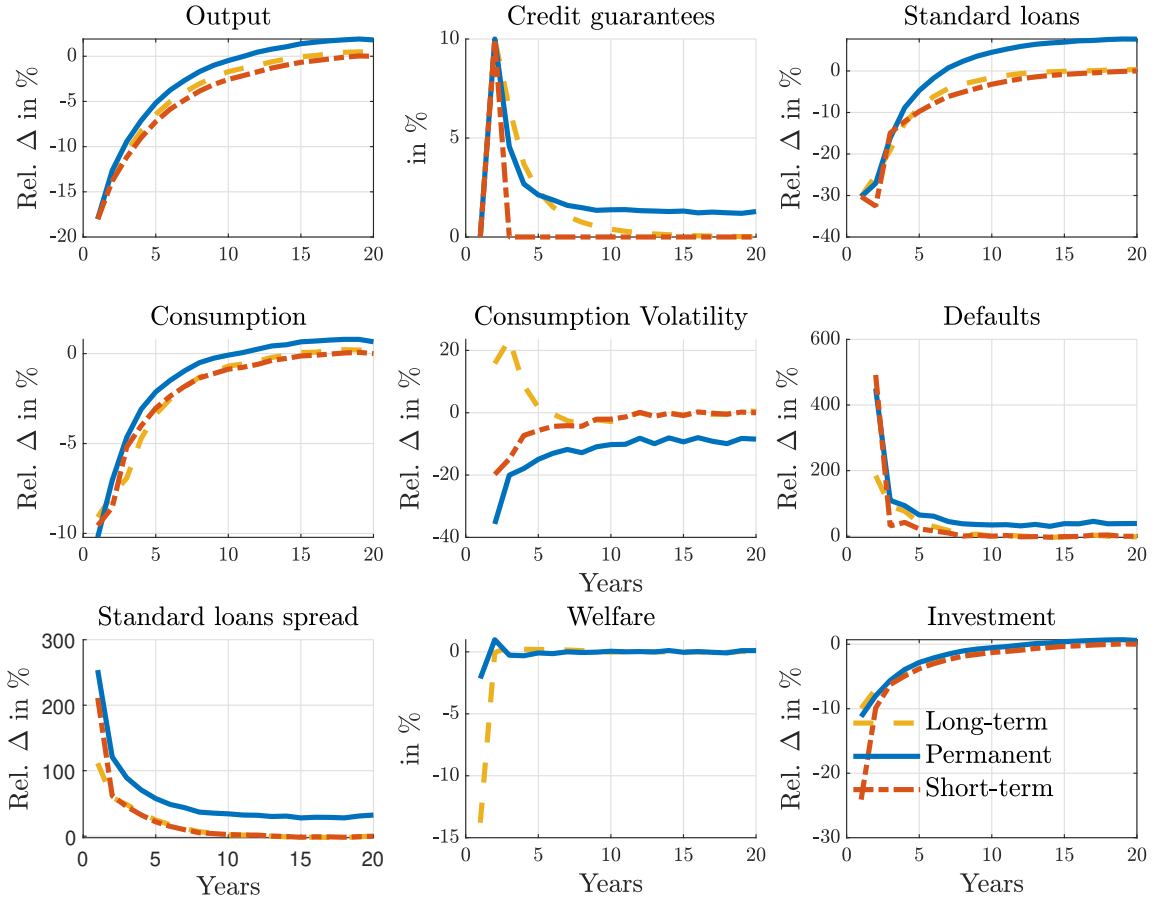 Output
Rel. Δ in %
0
-5
-10
-15
-20
0 5 10 15 20
Credit guarantees
in %
10
5
0
0 5 10 15 20
Standard loans
Rel. Δ in %
0
-10
-20
-30
-40
0 5 10 15 20
Consumption
Rel. Δ in %
0
-5
-10
0 5 10 15 20
Consumption Volatility
Rel. Δ in %
20
0
-20
-40
0 5 10 15 20
Years
Defaults
Rel. Δ in %
600
400
200
0
0 5 10 15 20
Standard loans spread
Rel. Δ in %
300
200
100
0
0 5 10 15 20
Years
Welfare
in %
0
-5
-10
-15
0 5 10 15 20
Years
Investment
Rel. Δ in %
0
-10
-20
-30
0 5 10 15 20
Years
Long-term
Permanent
Short-term